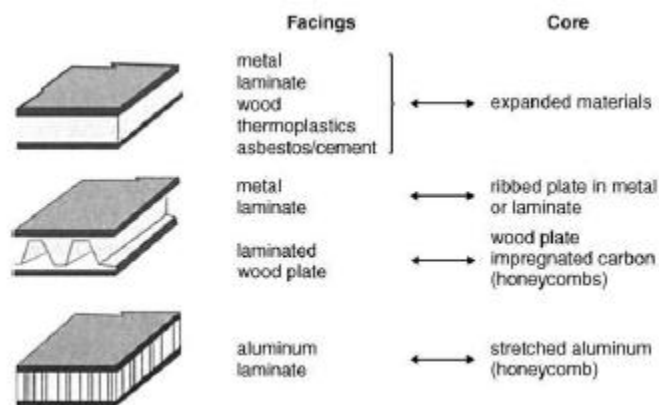 Facings Core
metal
laminate
wood
thermoplastics
asbestos/cement
expanded materials
metal
laminate
ribbed plate in metal
or laminate
laminated
wood plate
wood plate
impregnated carbon
(honeycombs)
aluminum
laminate
stretched aluminum
(honeycomb)